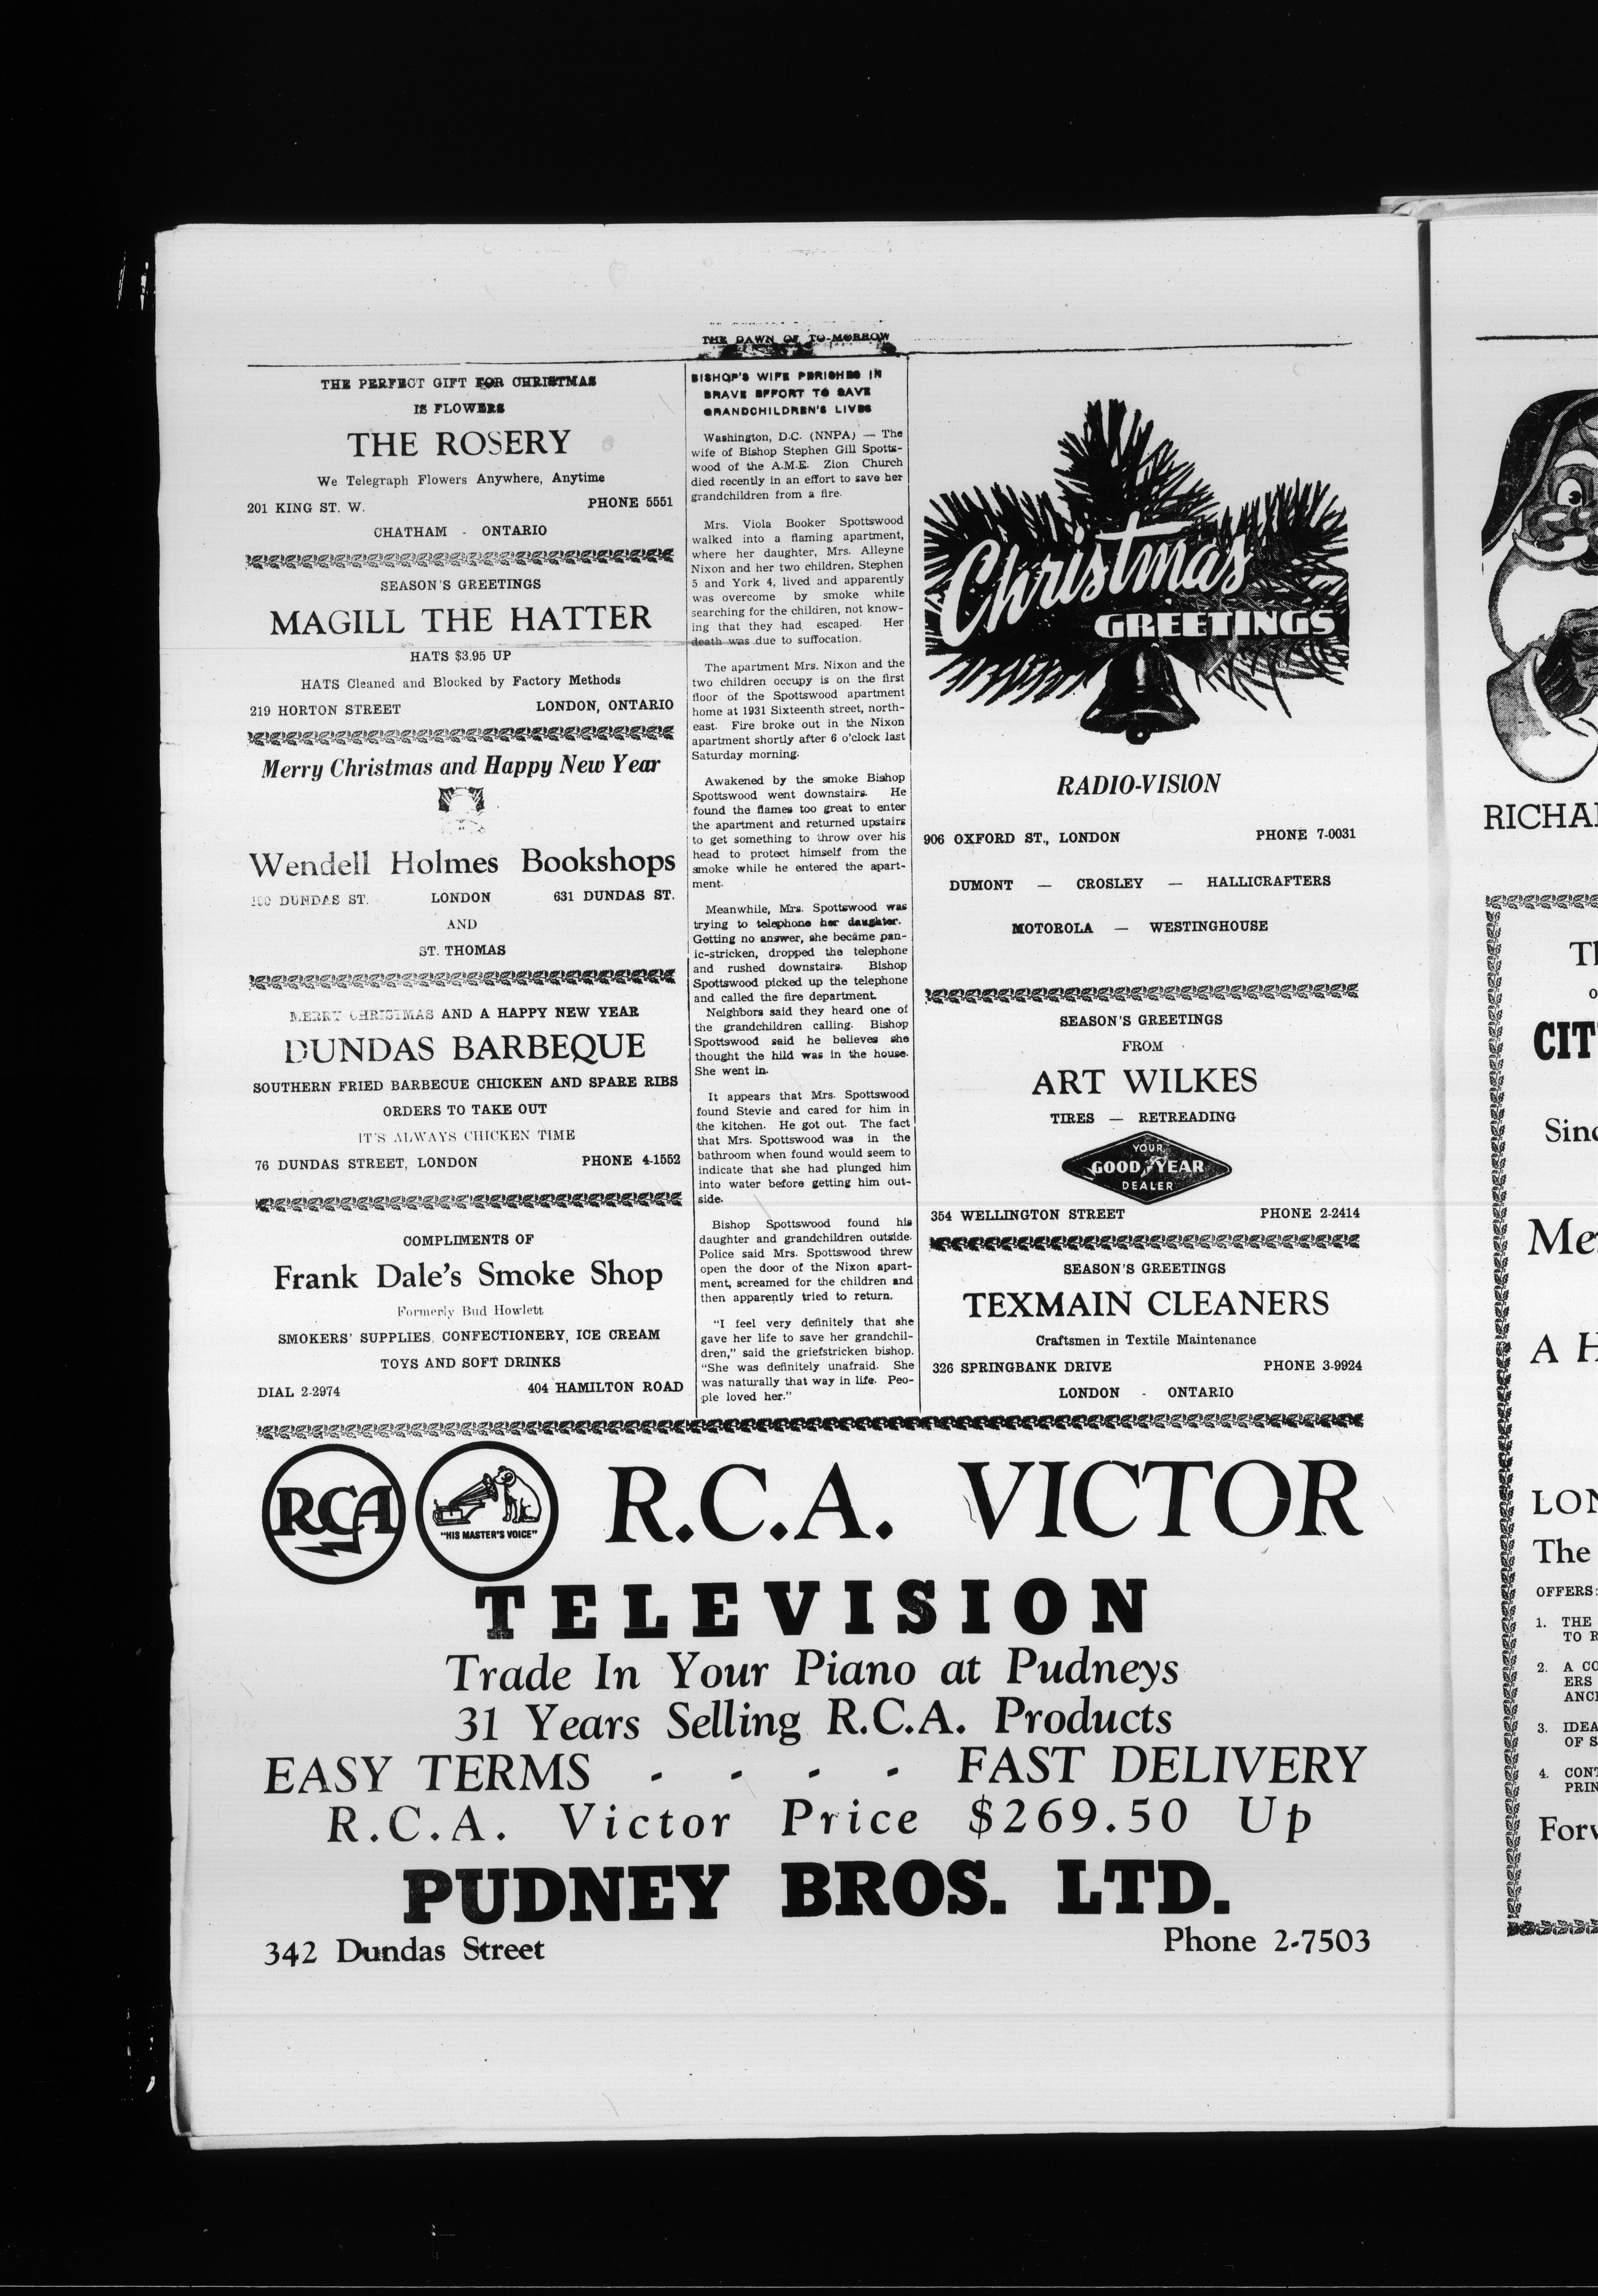 THE DAWN OF TO-MORROW
THE PERFECT GIFT FOR CHRISTMAS
IS FLOWERS
THE ROSERY
We Telegraph Flowers Anywhere, Anytime
201 KING ST. W. PHONE 5551
CHATHAM - ONTARIO
SEASON'S GREETINGS
MAGILL THE HATTER
HATS $3.95 UP
HATS Cleaned and Blocked by Factory Methods
219 HORTON STREET LONDON, ONTARIO
Merry Christmas and Happy New Year
Wendell Holmes Bookshops
DUNDAS ST. LONDON 631 DUNDAS ST.
AND
ST. THOMAS
MERRY CHRISTMAS AND A HAPPY NEW YEAR
DUNDAS BARBEQUE
SOUTHERN FRIED BARBECUE CHICKEN AND SPARE RIBS
ORDERS TO TAKE OUT
IT'S ALWAYS CHICKEN TIME
76 DUNDAS STREET, LONDON PHONE 4-1552
COMPLIMENTS OF
Frank Dale's Smoke Shop
Formerly Bud Howlett
SMOKERS' SUPPLIES, CONFECTIONERY, ICE CREAM
TOYS AND SOFT DRINKS
DIAL 2-2974 404 HAMILTON ROAD
BISHOP'S WIFE PERISHES IN
BRAVE EFFORT TO SAVE
GRANDCHILDREN'S LIVES
Washington, D.C. (NNPA) — The
wife of Bishop Stephen Gill Spotts-
wood of the A.M.E. Zion Church
died recently in an effort to save her
grandchildren from a fire.
Mrs. Viola Booker Spottswood
walked into a flaming apartment,
where her daughter, Mrs. Alleyne
Nixon and her two children, Stephen
5 and York 4, lived and apparently
was overcome by smoke while
searching for the children, not know-
ing that they had escaped. Her
death was due to suffocation.
The apartment Mrs. Nixon and the
two children occupy is on the first
floor of the Spottswood apartment
home at 1931 Sixteenth street, north-
east. Fire broke out in the Nixon
apartment shortly after 6 o'clock last
Saturday morning.
Awakened by the smoke Bishop
Spottswood went downstairs. He
found the flames too great to enter
the apartment and returned upstairs
to get something to throw over his
head to protect himself from the
smoke while he entered the apart-
ment.
Meanwhile, Mrs. Spottswood was
trying to telephone her daughter.
Getting no answer, she became pan-
ic-stricken, dropped the telephone
and rushed downstairs. Bishop
Spottswood picked up the telephone
and called the fire department.
Neighbors said they heard one of
the grandchildren calling. Bishop
Spottswood said he believes she
thought the hild was in the house.
She went in.
It appears that Mrs. Spottswood
found Stevie and cared for him in
the kitchen. He got out. The fact
that Mrs. Spottswood was in the
bathroom when found would seem to
indicate that she had plunged him
into water before getting him out-
side.
Bishop Spottswood found his
daughter and grandchildren outside.
Police said Mrs. Spottswood threw
open the door of the Nixon apart-
ment, screamed for the children and
then apparently tried to return.
"I feel very definitely that she
gave her life to save her grandchil-
dren," said the griefstricken bishop.
"She was definitely unafraid. She
was naturally that way in life. Peo-
ple loved her."
Christmas
GREETINGS
RADIO-VISION
906 OXFORD ST., LONDON PHONE 7-0031
DUMONT — CROSLEY — HALLICRAFTERS
MOTOROLA — WESTINGHOUSE
SEASON'S GREETINGS
FROM
ART WILKES
TIRES — RETREADING
YOUR
GOOD YEAR
DEALER
354 WELLINGTON STREET PHONE 2-2414
SEASON'S GREETINGS
TEXMAIN CLEANERS
Craftsmen in Textile Maintenance
326 SPRINGBANK DRIVE PHONE 3-9924
LONDON - ONTARIO
RCA
"HIS MASTER'S VOICE"
R.C.A. VICTOR
TELEVISION
Trade In Your Piano at Pudneys
31 Years Selling R.C.A. Products
EASY TERMS - - - - FAST DELIVERY
R.C.A. Victor Price $269.50 Up
PUDNEY BROS. LTD.
342 Dundas Street Phone 2-7503
The
OFFERS:
1. THE
TO
2. A
ERS
3.
OF
4.
A